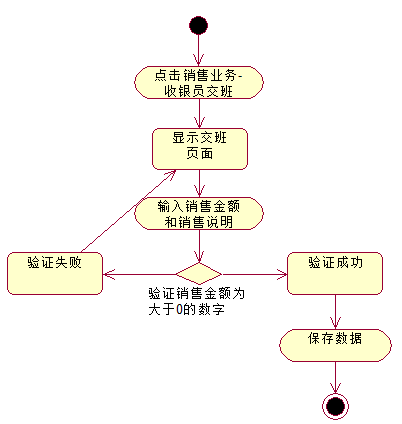 点击销售业务-
收银员交班
显示交班
页面
输入销售金额
和销售说明
验证失败
验证成功
验证销售金额为
大于0的数字
保存数据